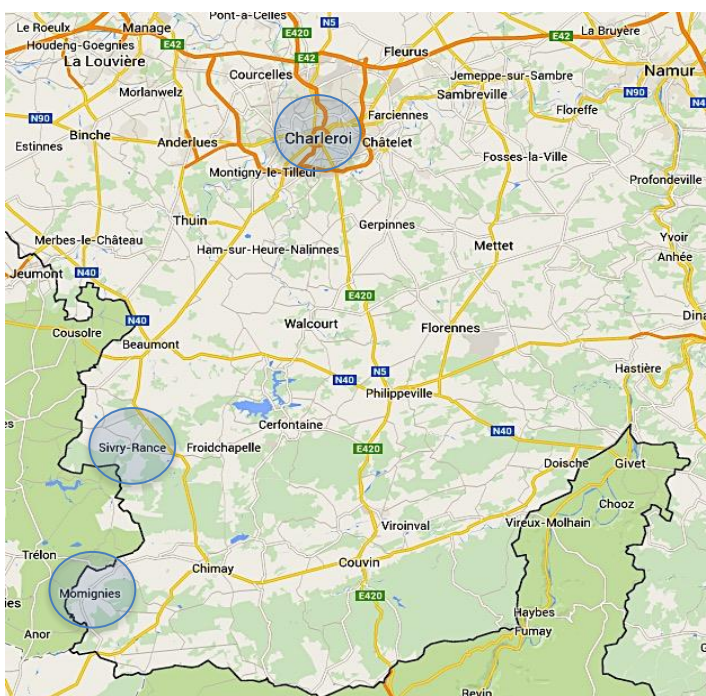 Pont-à-Celles
Le Roeulx
Manage
N5
E420
La Bruyère
Houdeng-Goegnies
E42
E42
Fleurus
E42
La Louvière
Courcelles
Jemeppe-sur-Sambre
Namur
Morlanwelz
Sambreville
N90
N90
Farciennes
Floreffe
Binche
Anderlues
Charleroi
Châtelet
Estinnes
Fosses-la-Ville
Montigny-le-Tilleul
Profondeville
Thuin
Gerpinnes
Merbes-le-Château
Ham-sur-Heure-Nalinnes
Mettet
Yvoir
Anhée
Jeumont
N40
E420
N40
Walcourt
Florennes
Dina
Cousolre
Beaumont
Hastière
N5
N40
Philippeville
Cerfontaine
N40
Sivry-Rance
Froidchapelle
E420
Doische
Givet
Chooz
Viroinval
Vireux-Molhain
Trélon
Chimay
Couvin
Momignies
E420
ies
Haybes
Anor
Fumay
Revin